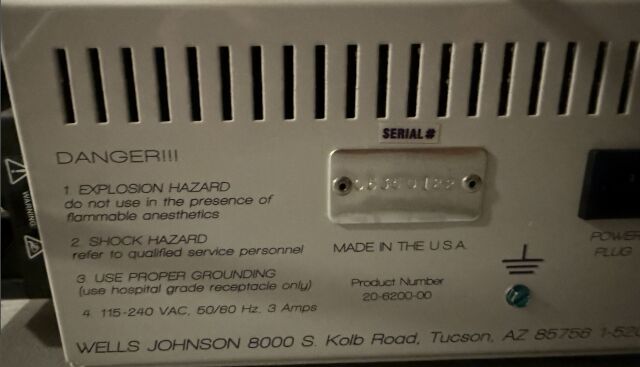 SERIAL #
DANGER!!!
1. EXPLOSION HAZARD
do not use in the presence of
flammable anesthetics
2. SHOCK HAZARD
refer to qualified service personnel
3. USE PROPER GROUNDING
(use hospital grade receptacle only)
4. 115-240 VAC, 50/60 Hz. 3 Amps
MADE IN THE U.S.A.
Product Number
20-6200-00
POWER
PLUG
WARNING
WELLS JOHNSON 8000 S. Kolb Road, Tucson, AZ 85756 1-520